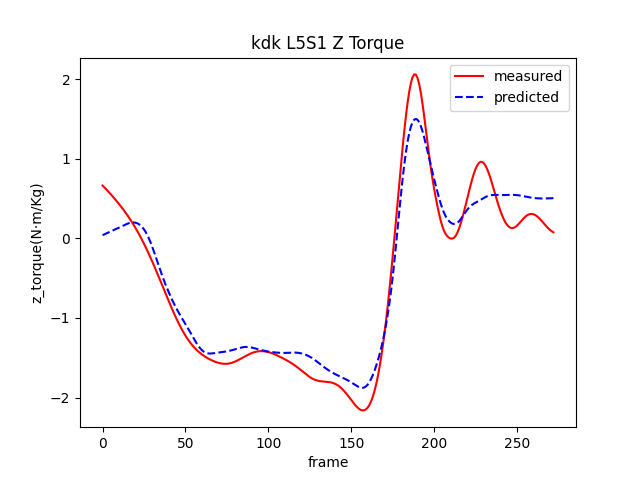 kdk L5S1 Z Torque
measured
predicted
z_torque(N·m/Kg)
2
1
0
−1
−2
0 50 100 150 200 250
frame